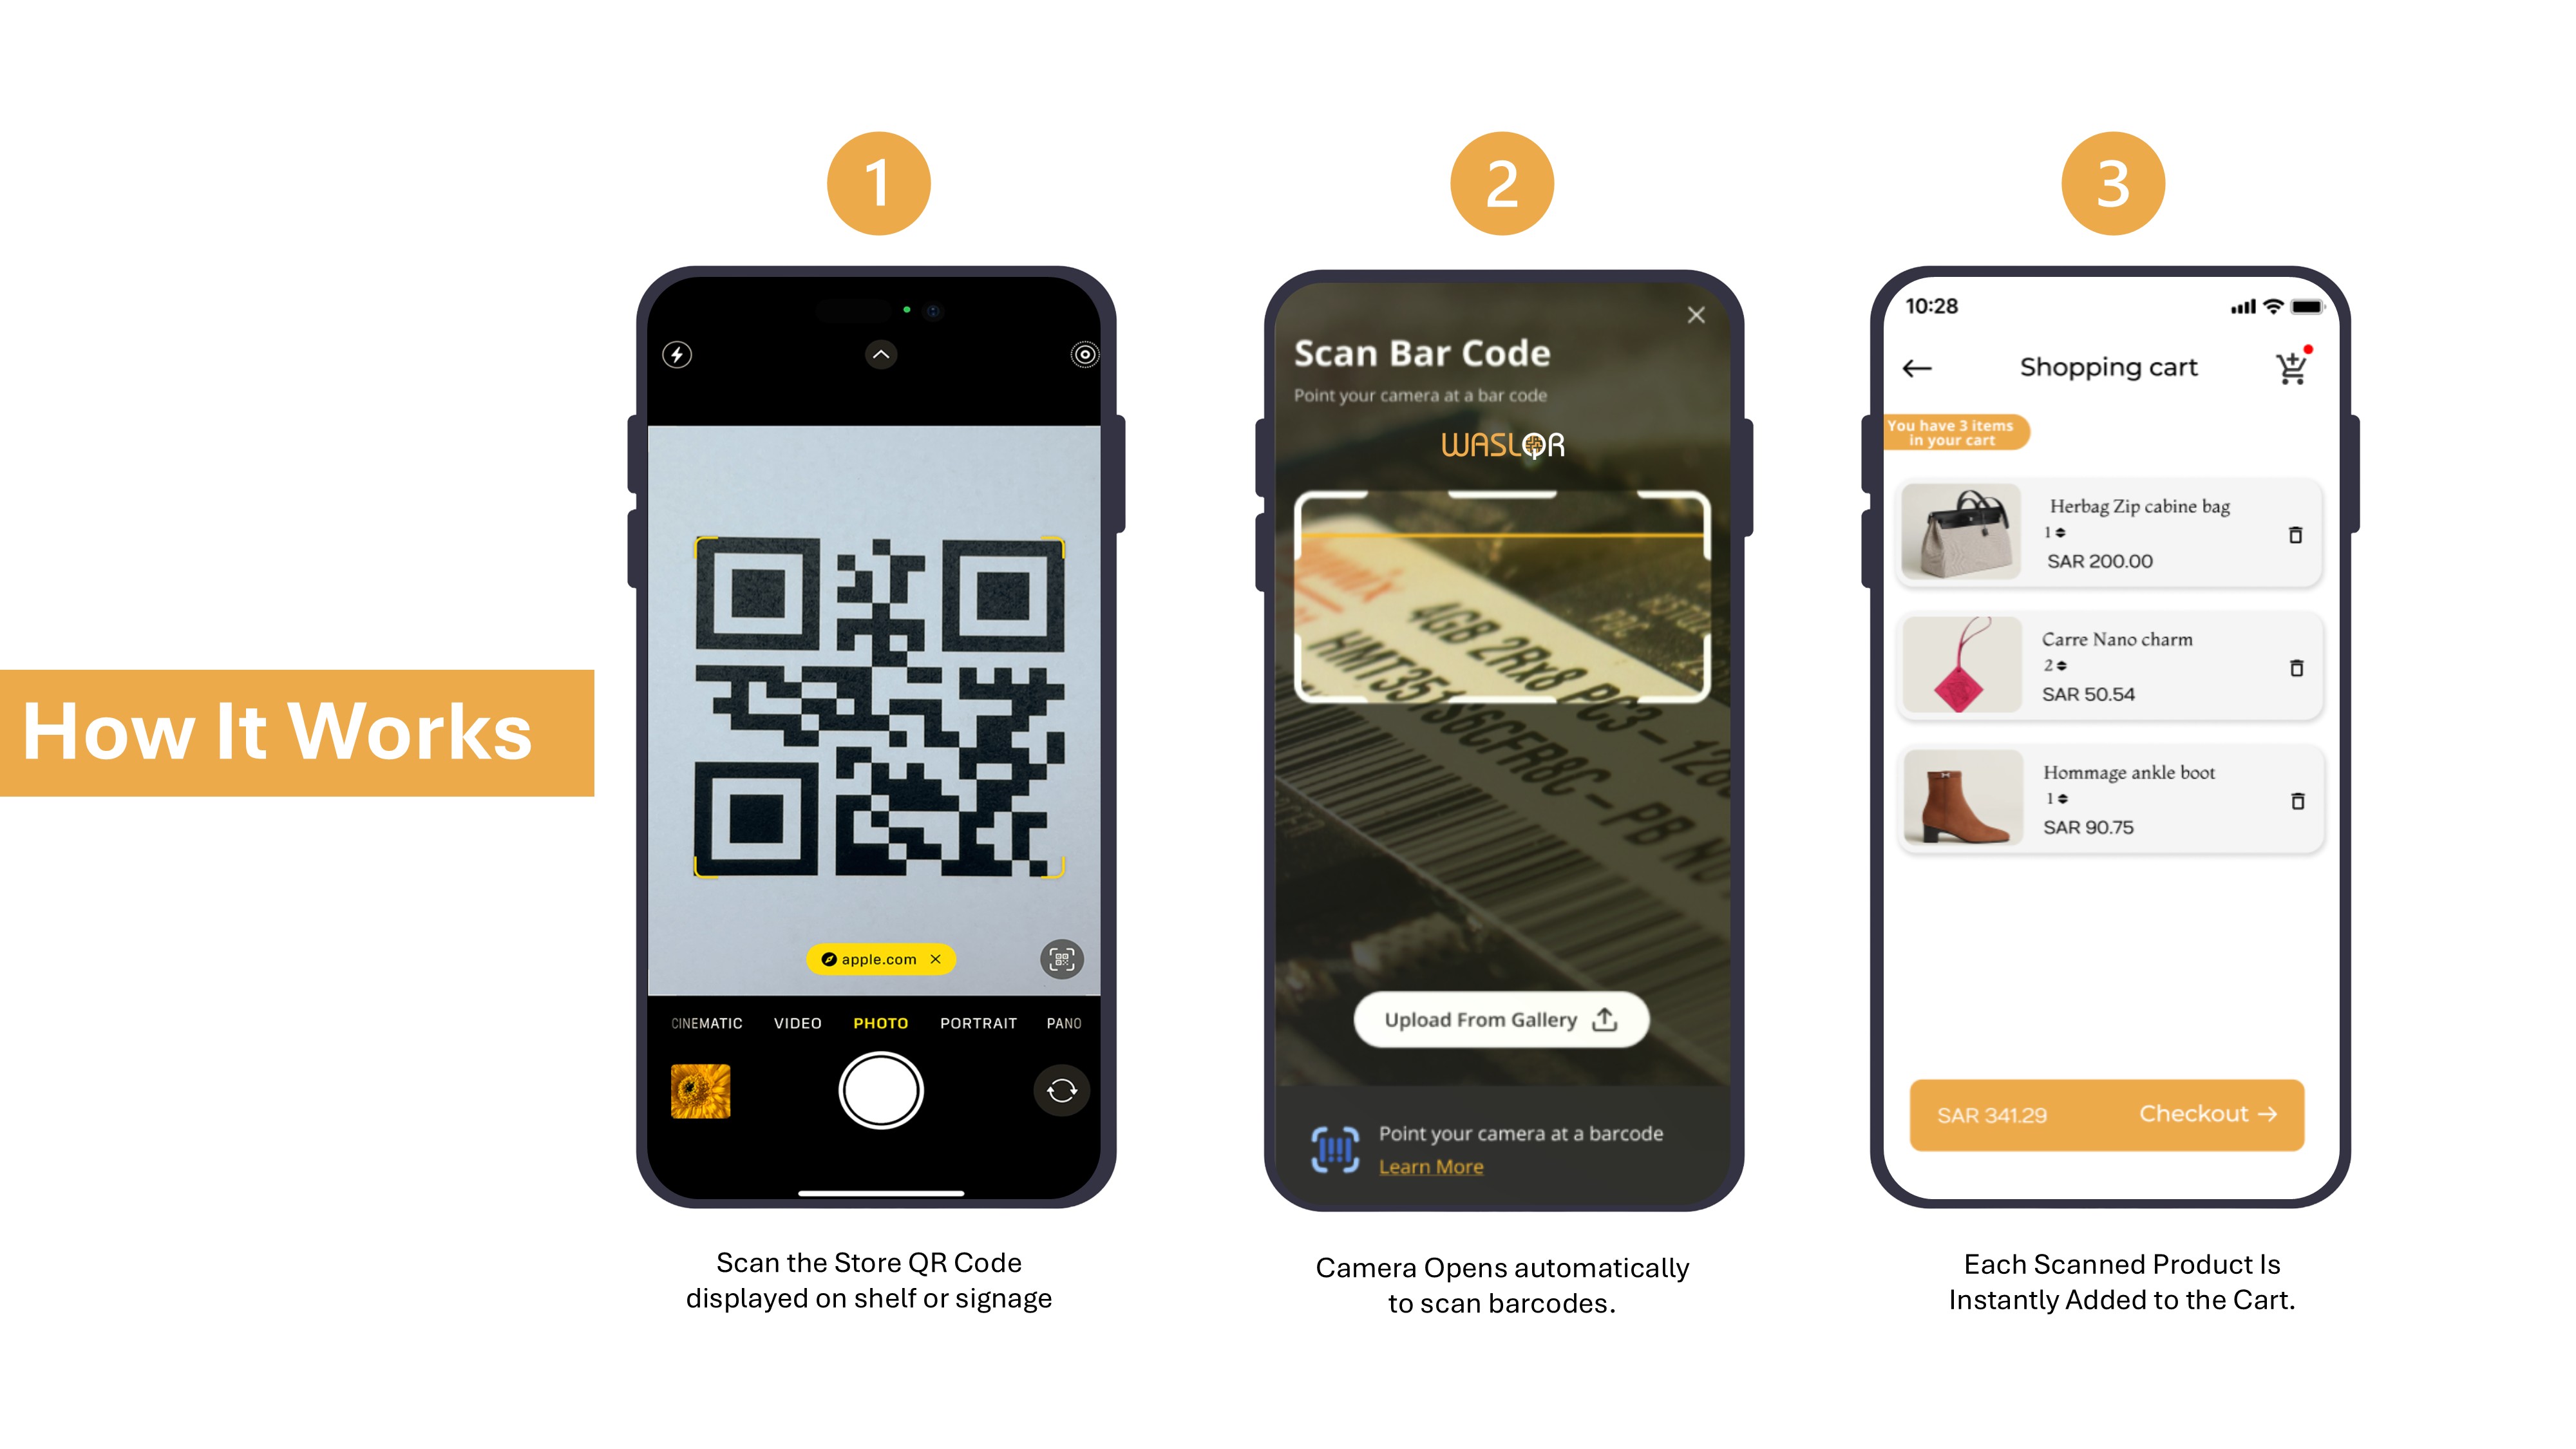 How It Works
1
CINEMATIC VIDEO PHOTO PORTRAIT PANO
apple.com
Scan the Store QR Code
displayed on shelf or signage
2
Scan Bar Code
Point your camera at a bar code
WASLQR
4GB 2Rx8 PC3 – 128
HMT351S6CFR8C – PB N0
Upload From Gallery
Point your camera at a barcode
Learn More
Camera Opens automatically
to scan barcodes.
3
10:28
Shopping cart
You have 3 items
in your cart
Herbag Zip cabine bag
1
SAR 200.00
Carre Nano charm
2
SAR 50.54
Hommage ankle boot
1
SAR 90.75
SAR 341.29 Checkout →
Each Scanned Product Is
Instantly Added to the Cart.